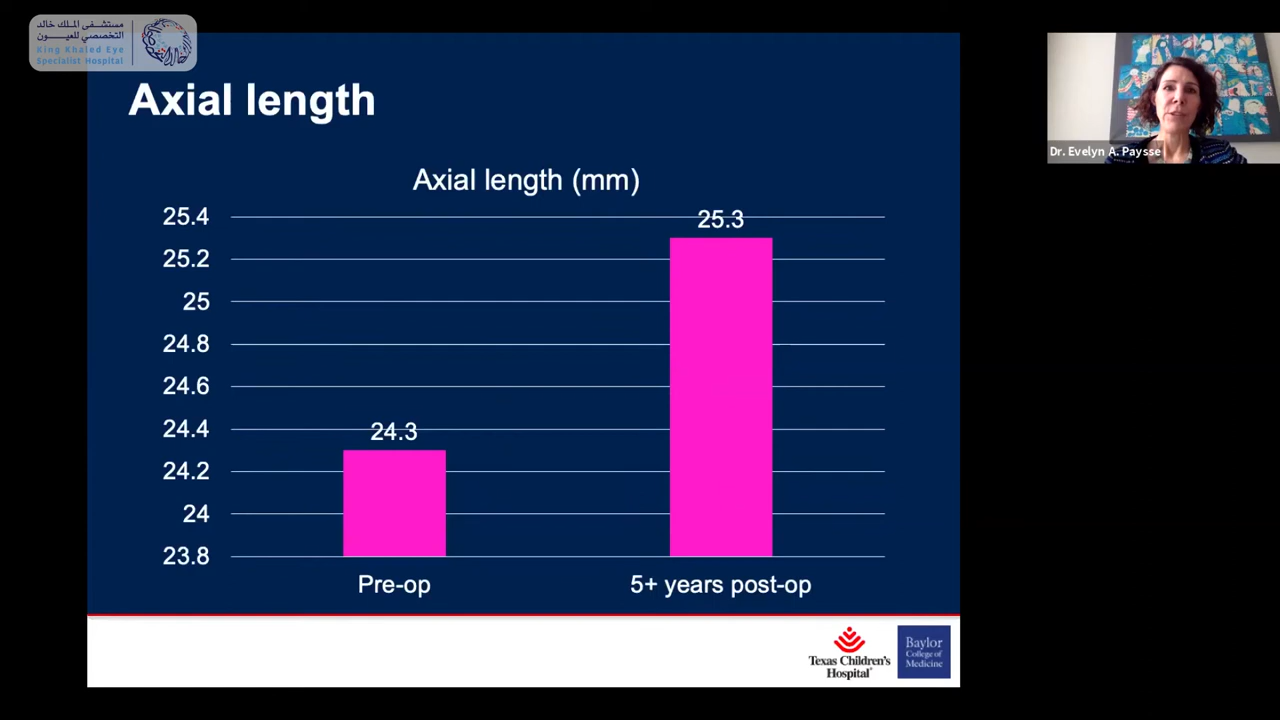 مستشفى الملك خالد
التخصصي للعيون
King Khaled Eye
Specialist Hospital
Axial length
Axial length (mm)
25.4
25.2
25
24.8
24.6
24.4
24.2
24
23.8
24.3
25.3
Pre-op
5+ years post-op
Texas Children's
Hospital
Baylor
College of
Medicine
Dr. Evelyn A. Paysse